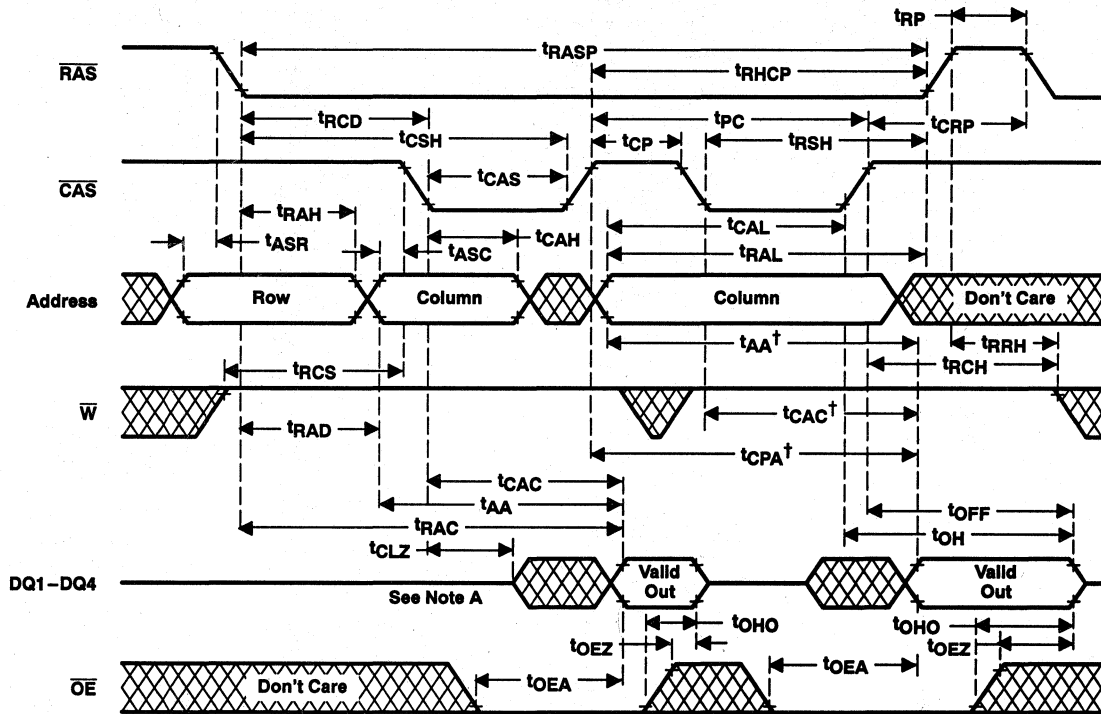 tRP
tRASP
RAS
tRHCP
tRCD
tPC
tCRP
tCSH
tCP
tRSH
CAS
tCAS
tRAH
tCAL
tASR
tASC
tCAH
tRAL
Address
Row
Column
Column
Don't Care
tAA†
tRRH
tRCS
tRCH
W
tCAC†
tRAD
tCPA†
tCAC
tAA
tOFF
tRAC
tOH
tCLZ
DQ1–DQ4
Valid
Out
Valid
Out
See Note A
tOHO
tOHO
tOEZ
tOEZ
OE
Don't Care
tOEA
tOEA